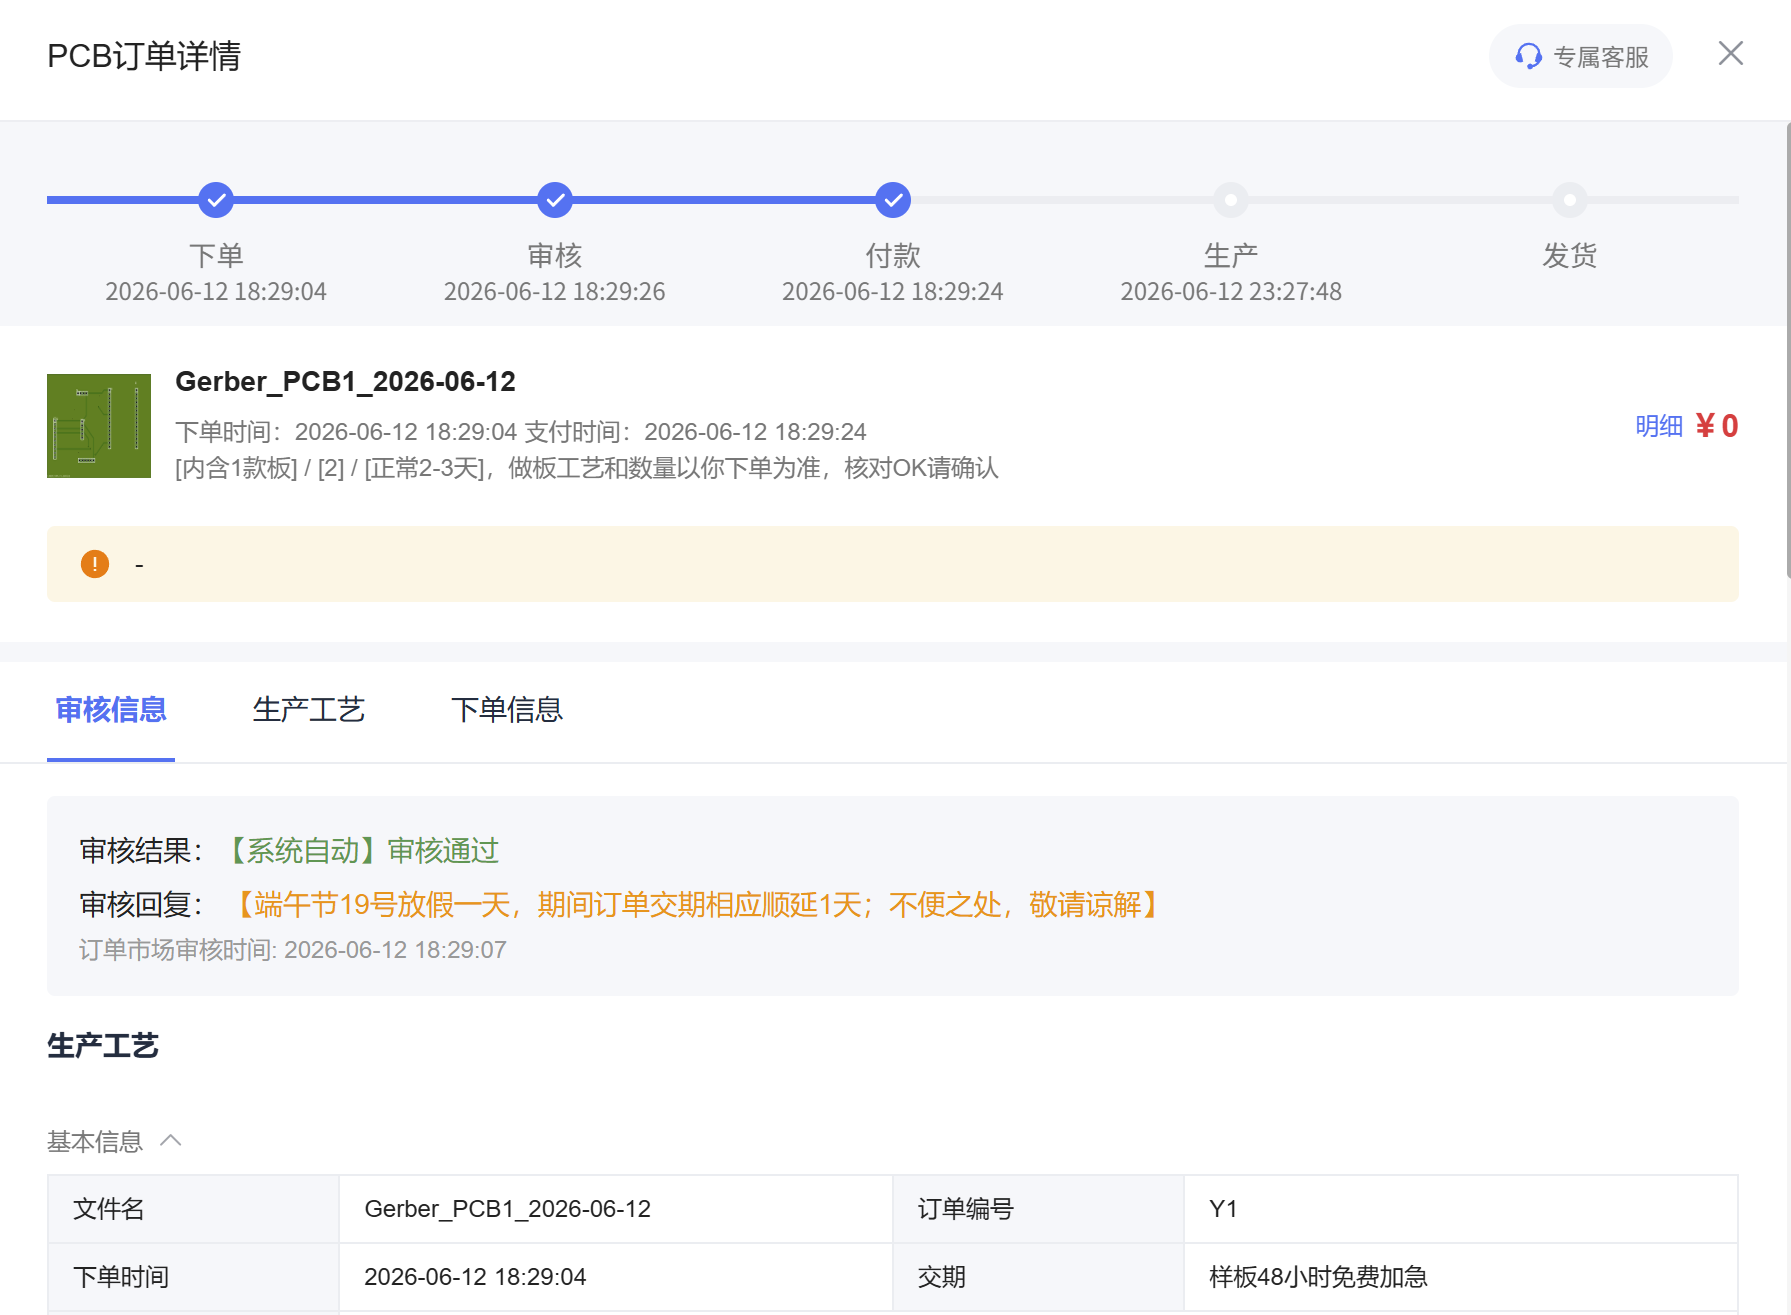 PCB订单详情
专属客服
下单
审核
付款
生产
发货
2026-06-12 18:29:04
2026-06-12 18:29:26
2026-06-12 18:29:24
2026-06-12 23:27:48
Gerber_PCB1_2026-06-12
下单时间：2026-06-12 18:29:04 支付时间：2026-06-12 18:29:24
明细 ¥ 0
[内含1款板] / [2] / [正常2-3天]，做板工艺和数量以你下单为准，核对OK请确认
-
审核信息
生产工艺
下单信息
审核结果：【系统自动】审核通过
审核回复：【端午节19号放假一天，期间订单交期相应顺延1天；不便之处，敬请谅解】
订单市场审核时间: 2026-06-12 18:29:07
生产工艺
基本信息
文件名
Gerber_PCB1_2026-06-12
订单编号
Y1
下单时间
2026-06-12 18:29:04
交期
样板48小时免费加急